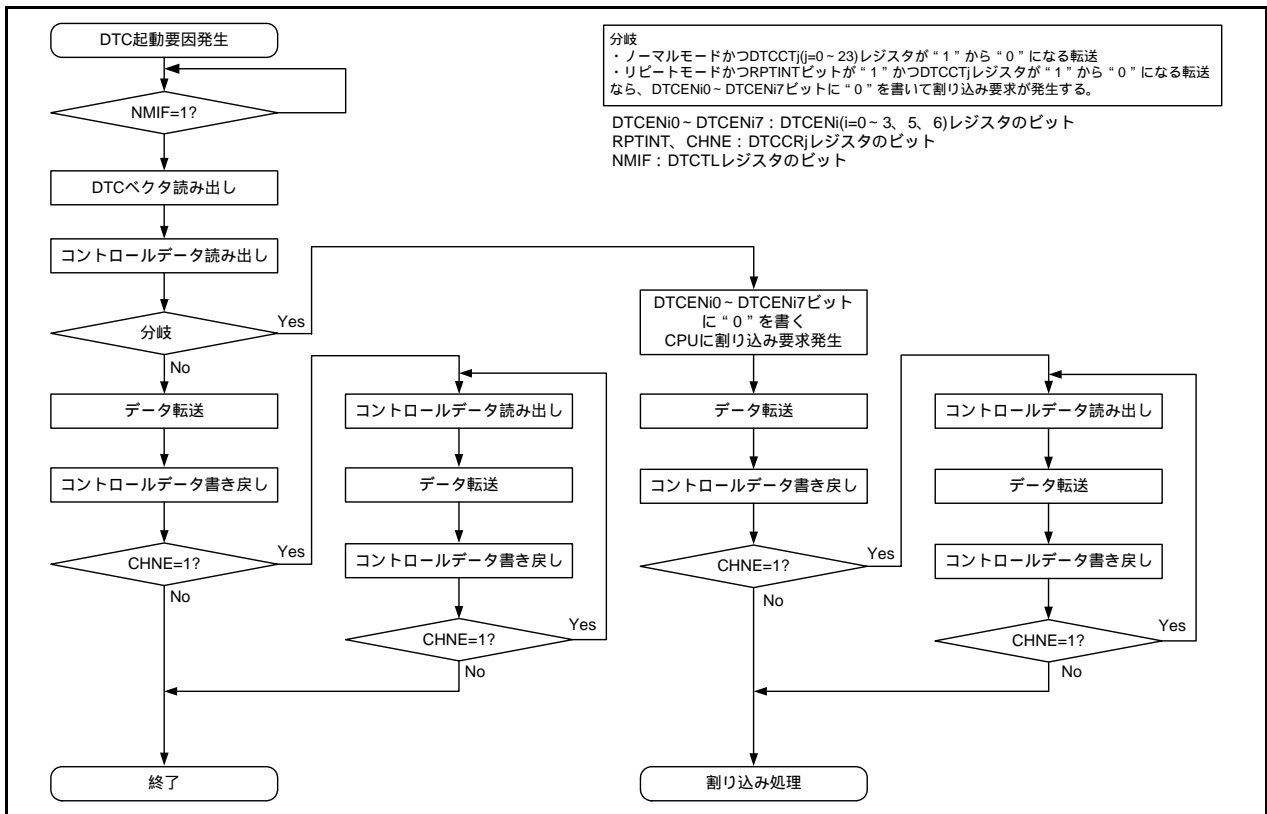 DTC起動要因発生
NMIF=1?
DTCベクタ読み出し
コントロールデータ読み出し
分岐
Yes
No
データ転送
コントロールデータ書き戻し
CHNE=1?
Yes
No
終了
コントロールデータ読み出し
データ転送
コントロールデータ書き戻し
CHNE=1?
Yes
No
分岐
・ノーマルモードかつDTCCTj(j=0~23)レジスタが“1”から“0”になる転送
・リピートモードかつRPTINTビットが“1”かつDTCCTjレジスタが“1”から“0”になる転送
なら、DTCENi0~DTCENi7ビットに“0”を書いて割り込み要求が発生する。
DTCENi0~DTCENi7:DTCENi(i=0~3、5、6)レジスタのビット
RPTINT、CHNE:DTCCRjレジスタのビット
NMIF:DTCTLレジスタのビット
DTCENi0~DTCENi7ビット
に“0”を書く
CPUに割り込み要求発生
データ転送
コントロールデータ書き戻し
CHNE=1?
Yes
No
割り込み処理
コントロールデータ読み出し
データ転送
コントロールデータ書き戻し
CHNE=1?
Yes
No